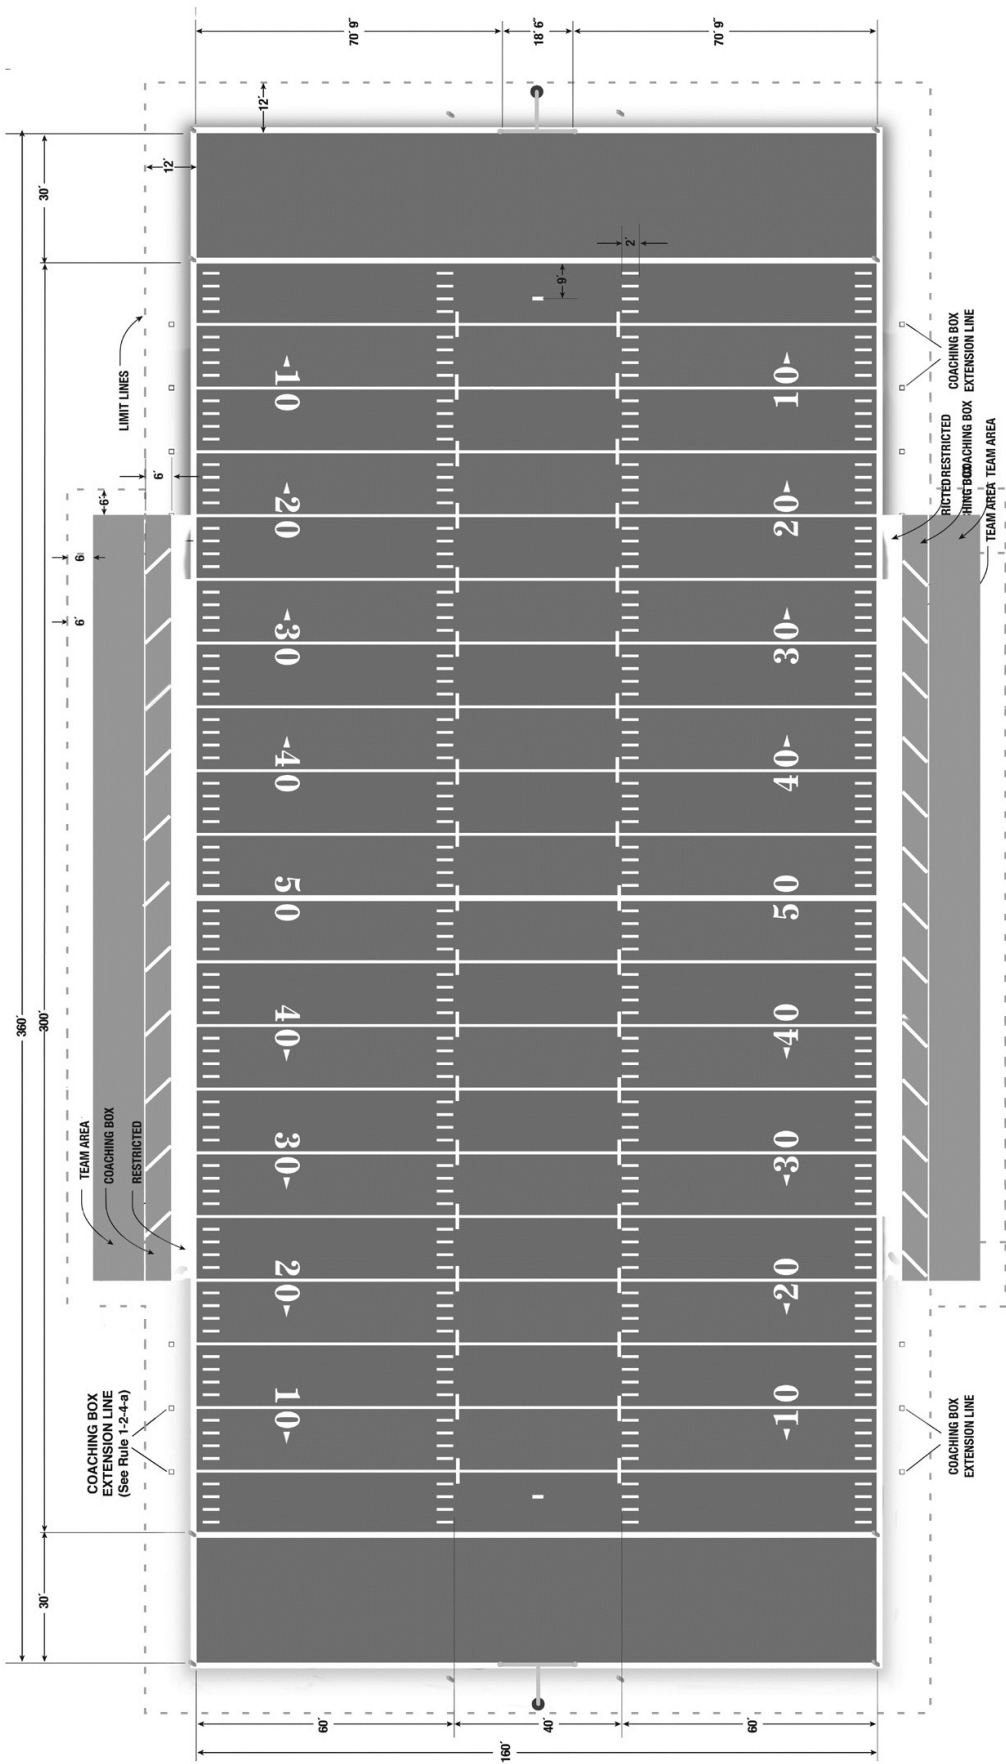 70´ 9˝
18´ 6˝
70´ 9˝
12´
12´
30´
2´
9´
LIMIT LINES
COACHING BOX
EXTENSION LINE
10
10
6´
6´
RESTRICTED
COACHING BOX
TEAM AREA
TEAM AREA
20
20
6´
6´
30
30
40
40
50
50
360´
300´
40
40
TEAM AREA
COACHING BOX
RESTRICTED
30
30
20
20
COACHING BOX
EXTENSION LINE
(See Rule 1-2-4-a)
10
10
COACHING BOX
EXTENSION LINE
30´
60´
40´
60´
160´